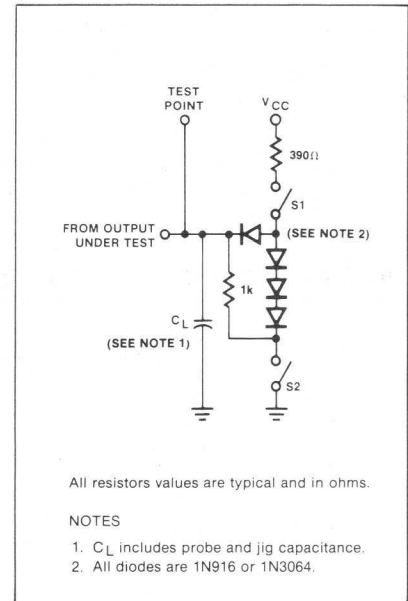 TEST
POINT
VCC
390Ω
S1
FROM OUTPUT
UNDER TEST
(SEE NOTE 2)
1k
CL
(SEE NOTE 1)
S2
All resistors values are typical and in ohms.
NOTES
1. CL includes probe and jig capacitance.
2. All diodes are 1N916 or 1N3064.